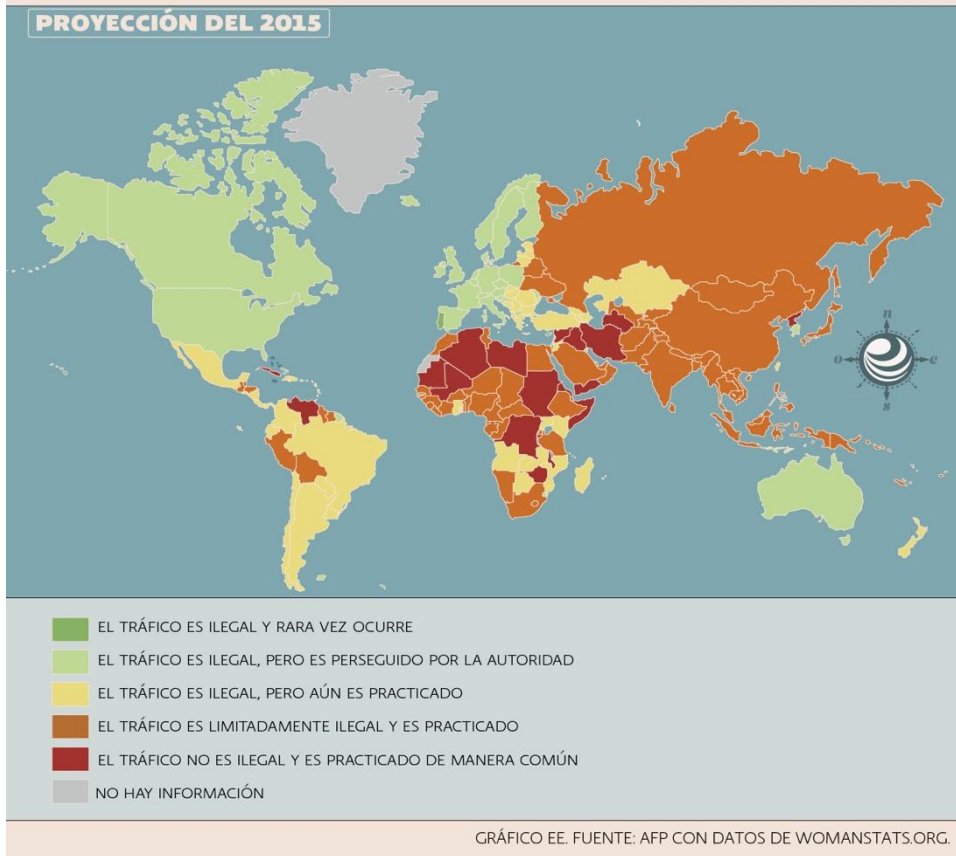 PROYECCIÓN DEL 2015
n
o e
s
EL TRÁFICO ES ILEGAL Y RARA VEZ OCURRE
EL TRÁFICO ES ILEGAL, PERO ES PERSEGUIDO POR LA AUTORIDAD
EL TRÁFICO ES ILEGAL, PERO AÚN ES PRACTICADO
EL TRÁFICO ES LIMITADAMENTE ILEGAL Y ES PRACTICADO
EL TRÁFICO NO ES ILEGAL Y ES PRACTICADO DE MANERA COMÚN
NO HAY INFORMACIÓN
GRÁFICO EE. FUENTE: AFP CON DATOS DE WOMANSTATS.ORG.